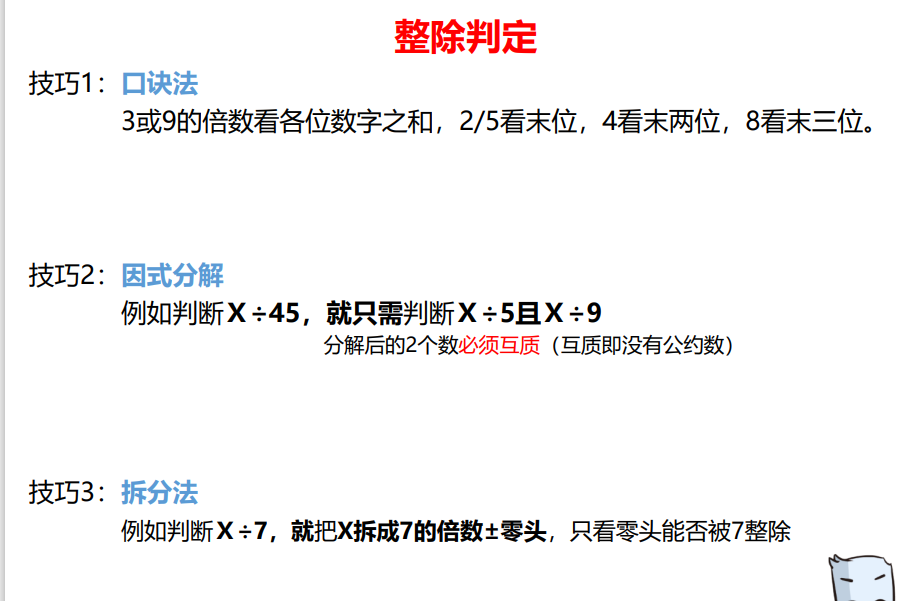 整除判定
技巧1：口诀法
3或9的倍数看各位数字之和，2/5看末位，4看末两位，8看末三位。
技巧2：因式分解
例如判断X÷45，就只需判断X÷5且X÷9
分解后的2个数必须互质（互质即没有公约数）
技巧3：拆分法
例如判断X÷7，就把X拆成7的倍数±零头，只看零头能否被7整除